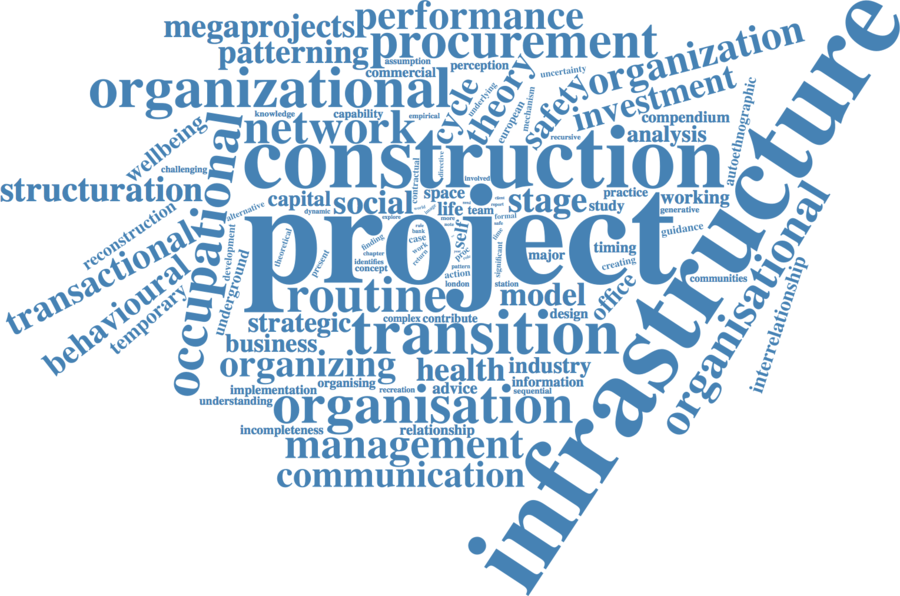 megaprojects
performance
patterning
procurement
assumption
commercial
perception
uncertainty
organization
organizational
cycle
underlying
theory
european
mechanism
safety
investment
infrastructure
knowledge
capability
empirical
network
recursive
compendium
analysis
autoethnographic
wellbeing
construction
challenging
contractual
directive
involved
structuration
occupational
capital
dynamic
social
space
life
team
stage
study
practice
working
generative
guidance
reconstruction
alternative
explore
project
self
formal
time
significant
transactional
development
theoretical
present
finding
chapter
identifies
concept
case
work
return
bank
pattern
action
london
station
major
timing
creating
communities
organisational
interrelationship
behavioural
temporary
underground
routine
model
office
design
strategic
complex
contribute
transition
business
organizing
health
industry
implementation
organising
recreation
advice
information
sequential
understanding
organisation
incompleteness
relationship
management
communication